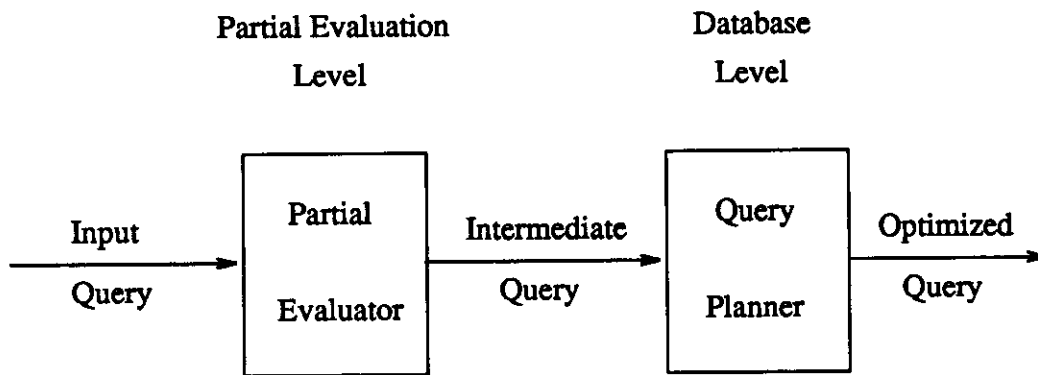 Partial Evaluation
Level
Database
Level
Input
Query
Partial
Evaluator
Intermediate
Query
Query
Planner
Optimized
Query